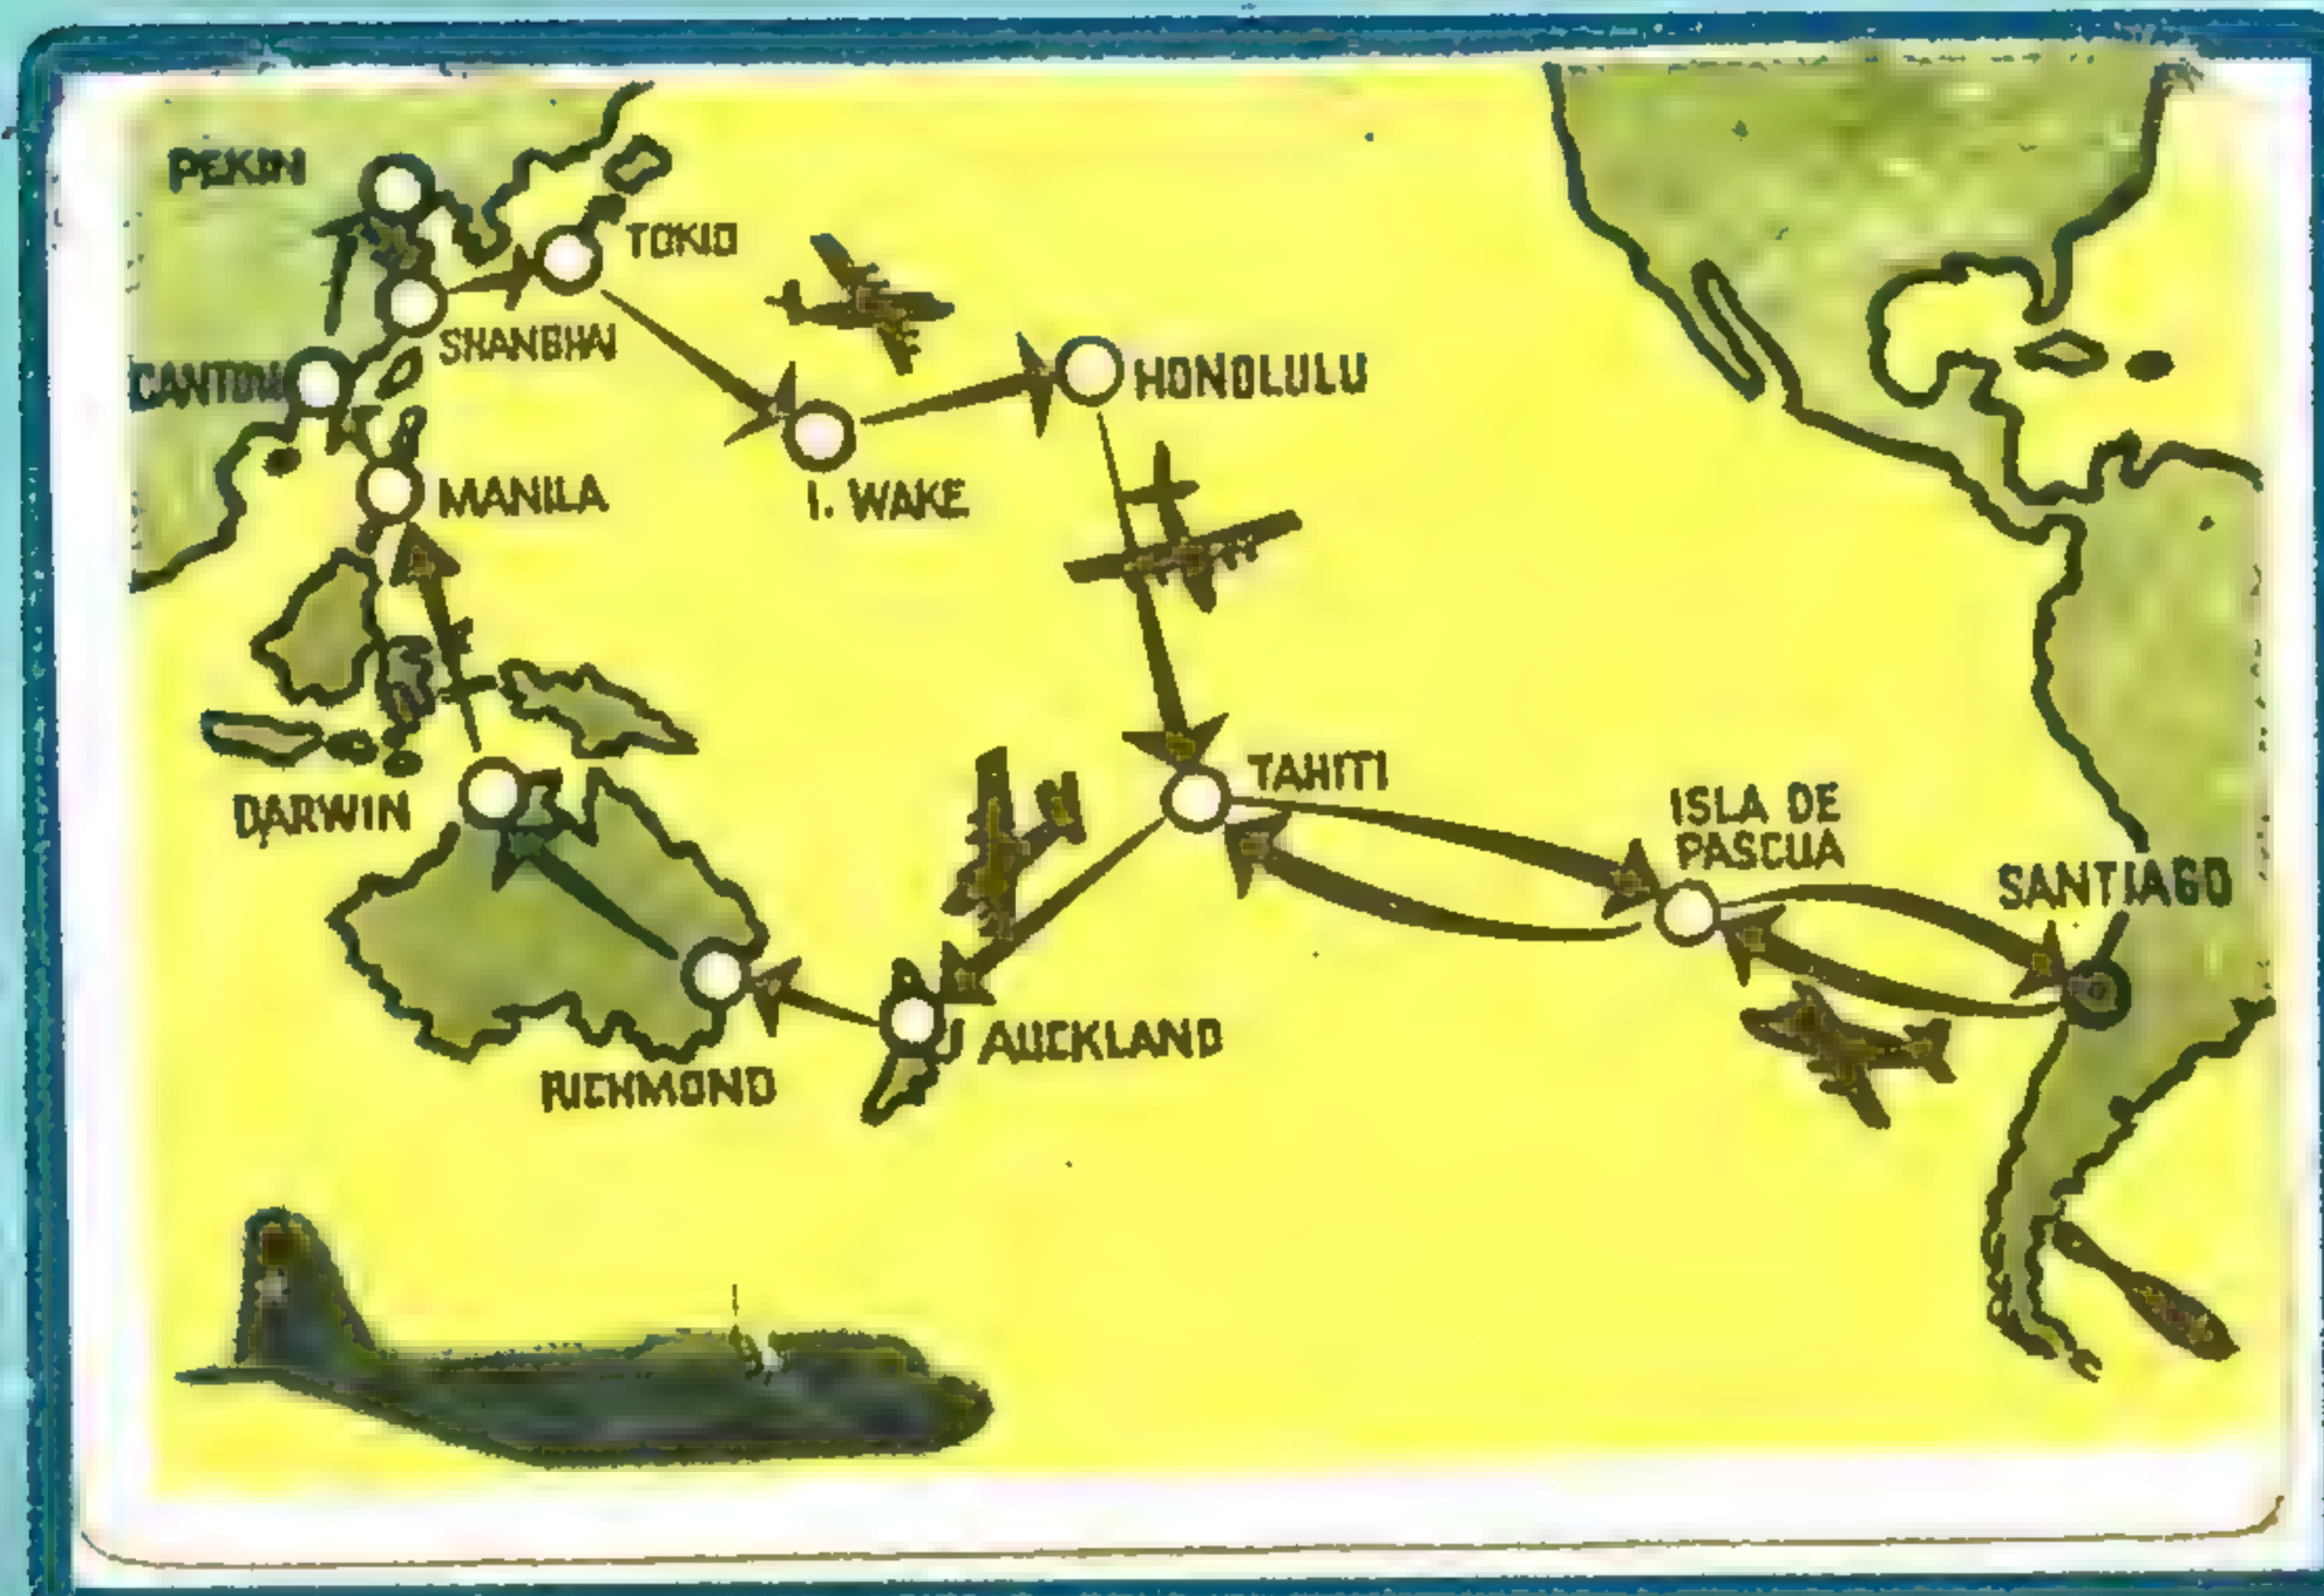 PEKIN
TOKIO
SHANGHAI
CANTON
HONOLULU
MANILA
I. WAKE
TAHITI
DARWIN
ISLA DE
PASCUA
SANTIAGO
AUCKLAND
RICHMOND